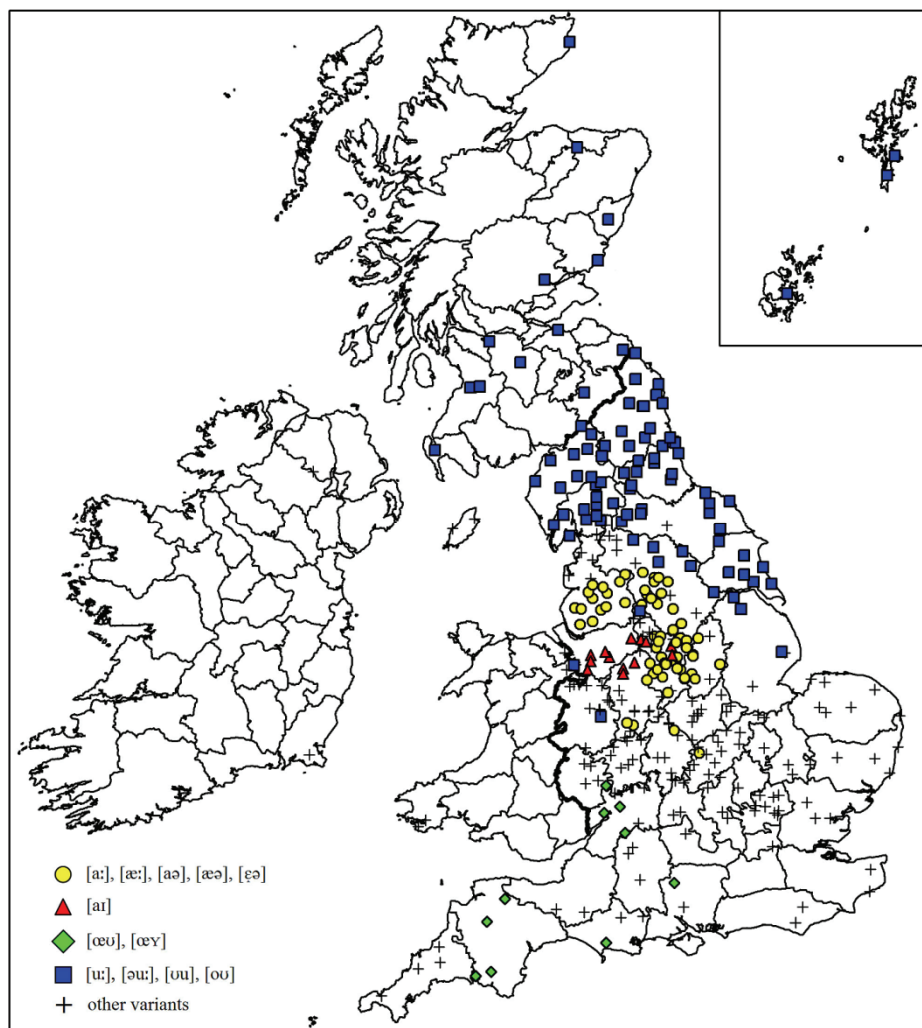 [aː], [æː], [aə], [æə], [ɛ̣ə]
[aɪ]
[œʊ], [œʏ]
[uː], [əuː], [ʊu], [oʊ]
other variants